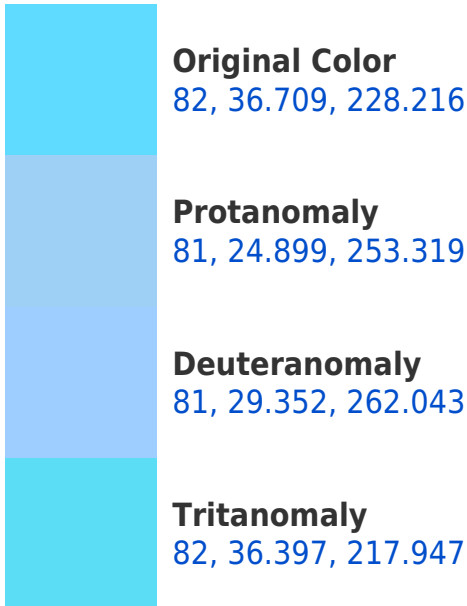 Original Color
82, 36.709, 228.216
Protanomaly
81, 24.899, 253.319
Deuteranomaly
81, 29.352, 262.043
Tritanomaly
82, 36.397, 217.947